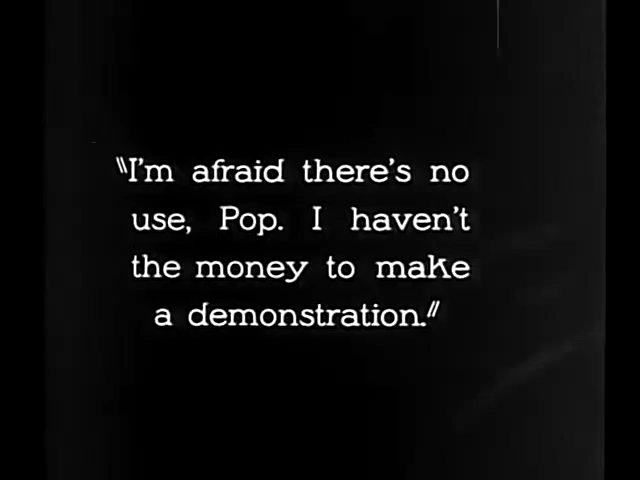 "I'm afraid there's no
use, Pop. I haven't
the money to make
a demonstration."